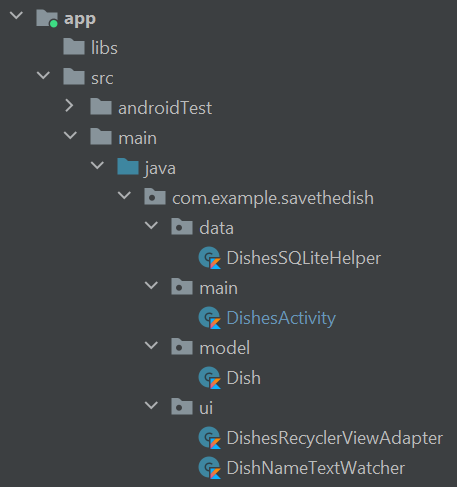 app
libs
src
androidTest
main
java
com.example.savethedish
data
DishesSQLiteHelper
main
DishesActivity
model
Dish
ui
DishesRecyclerViewAdapter
DishNameTextWatcher